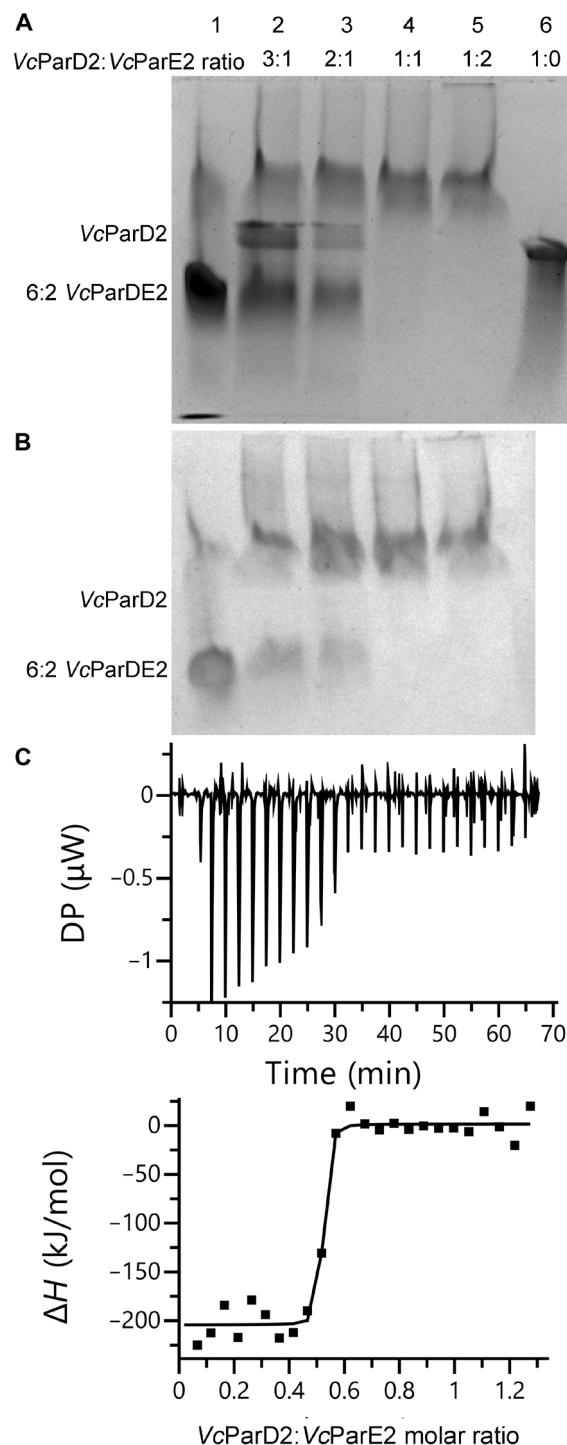 A 1 2 3 4 5 6
VcParD2:VcParE2 ratio 3:1 2:1 1:1 1:2 1:0
VcParD2
6:2 VcParDE2
B
VcParD2
6:2 VcParDE2
C
0
−0.5
−1
DP (μW)
0 10 20 30 40 50 60 70
Time (min)
0
−50
−100
−150
−200
ΔH (kJ/mol)
0 0.2 0.4 0.6 0.8 1 1.2
VcParD2:VcParE2 molar ratio